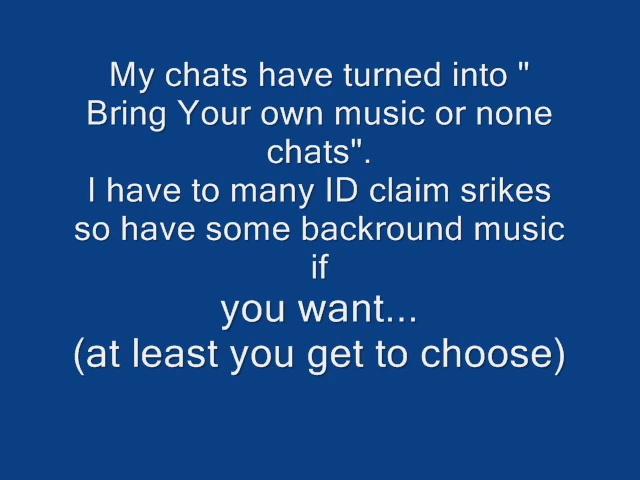 My chats have turned into "
Bring Your own music or none
chats".
I have to many ID claim srikes
so have some backround music
if
you want...
(at least you get to choose)